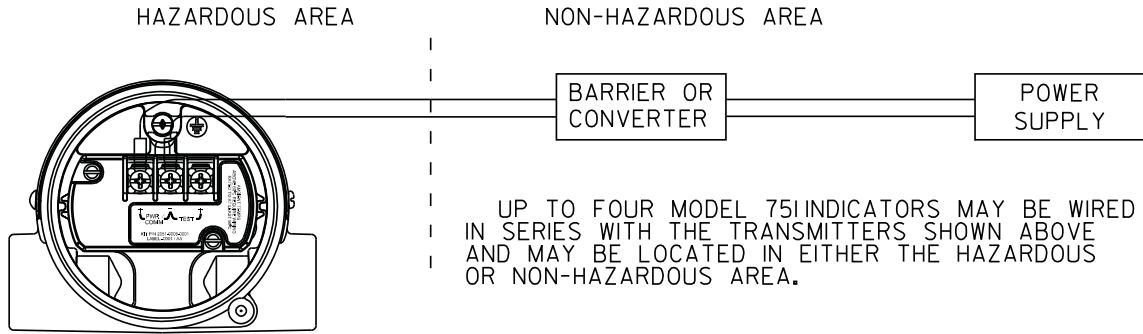 HAZARDOUS AREA
NON-HAZARDOUS AREA
BARRIER OR
CONVERTER
POWER
SUPPLY
PWR
COMM
TEST
UP TO FOUR MODEL 751 INDICATORS MAY BE WIRED
IN SERIES WITH THE TRANSMITTERS SHOWN ABOVE
AND MAY BE LOCATED IN EITHER THE HAZARDOUS
OR NON-HAZARDOUS AREA.